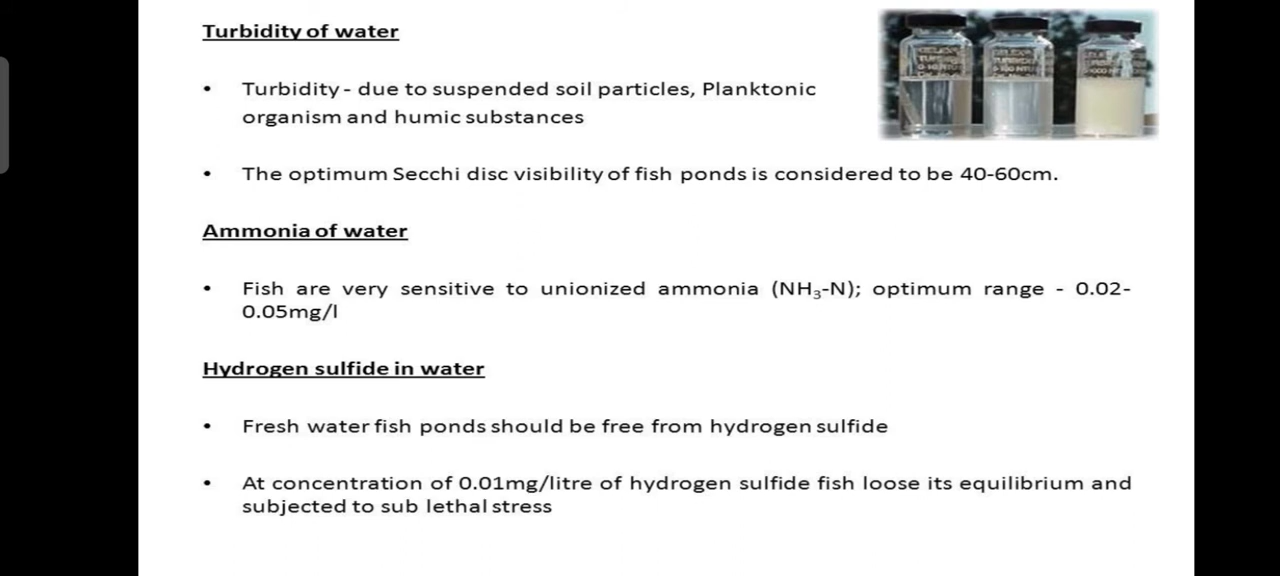 Turbidity of water
• Turbidity - due to suspended soil particles, Planktonic
organism and humic substances
• The optimum Secchi disc visibility of fish ponds is considered to be 40-60cm.
Ammonia of water
• Fish are very sensitive to unionized ammonia (NH₃-N); optimum range - 0.02-
0.05mg/l
Hydrogen sulfide in water
• Fresh water fish ponds should be free from hydrogen sulfide
• At concentration of 0.01mg/litre of hydrogen sulfide fish loose its equilibrium and
subjected to sub lethal stress